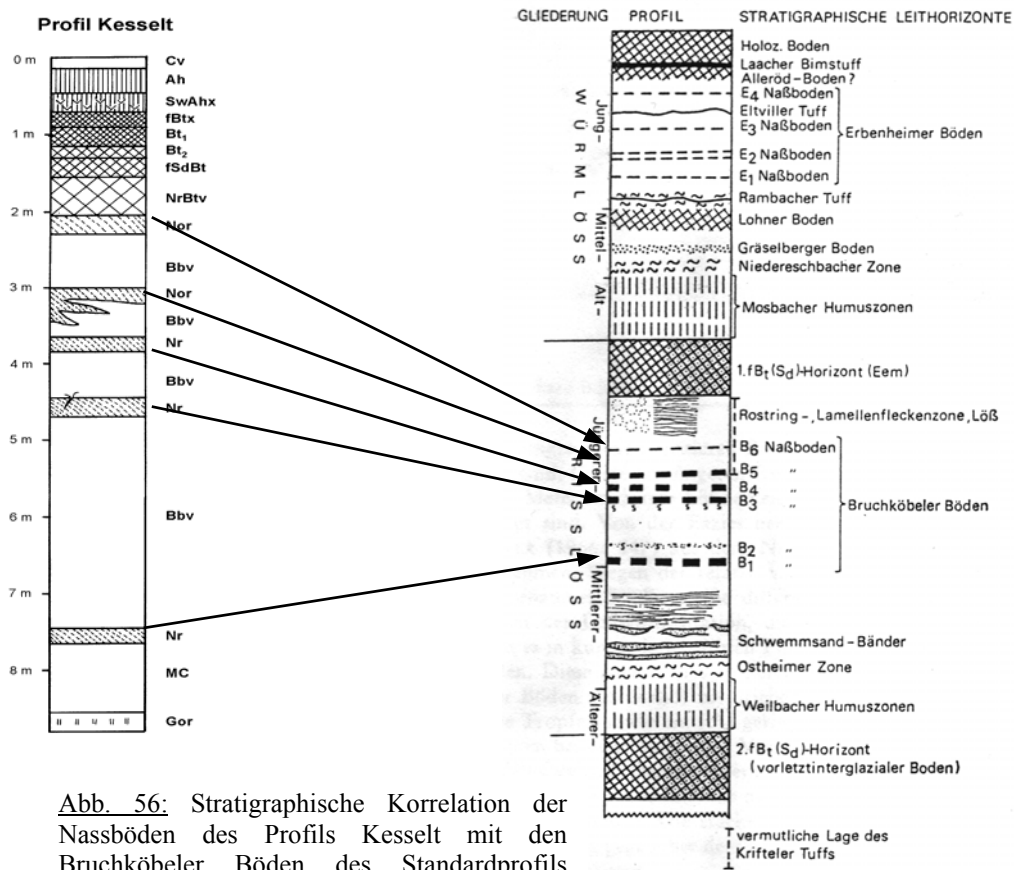 Profil Kesselt
0 m
1 m
2 m
3 m
4 m
5 m
6 m
7 m
8 m
Cv
Ah
SwAhx
fBtx
Bt1
Bt2
fSdBt
NrBtv
Nor
Bbv
Nor
Bbv
Nr
Bbv
Nr
Bbv
Nr
MC
Gor
GLIEDERUNG PROFIL STRATIGRAPHISCHE LEITHORIZONTE
WÜRMLÖSS
Jung-
Mittel-
Alt-
RISSLÖSS
Jüngerer-
Mittlerer-
Älterer-
Holoz. Boden
Laacher Bimstuff
Alleröd-Boden?
E4 Naßboden
Eltviller Tuff
E3 Naßboden
Erbenheimer Böden
E2 Naßboden
E1 Naßboden
Rambacher Tuff
Lohner Boden
Gräselberger Boden
Niedereschbacher Zone
Mosbacher Humuszonen
1.fBt(Sd)-Horizont (Eem)
Rostring-, Lamellenfleckenzone, Löß
B6 Naßboden
B5 "
B4 "
B3 "
Bruchköbeler Böden
B2 "
B1 "
Schwemmsand-Bänder
Ostheimer Zone
Weilbacher Humuszonen
2.fBt(Sd)-Horizont
(vorletztinterglazialer Boden)
vermutliche Lage des
Krifteler Tuffs
Abb. 56: Stratigraphische Korrelation der
Nassböden des Profils Kesselt mit den
Bruchköbeler Böden des Standardprofils